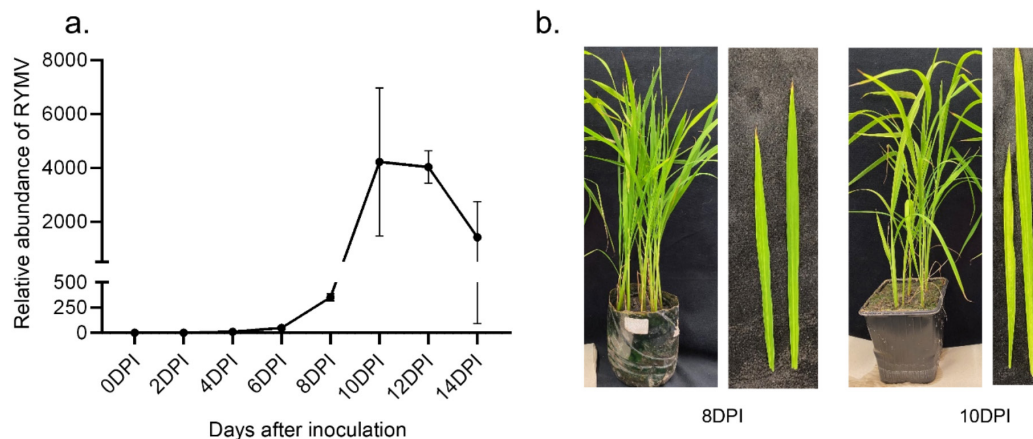 a.
Relative abundance of RYMV
8000
6000
4000
2000
500
250
0
0DPI 2DPI 4DPI 6DPI 8DPI 10DPI 12DPI 14DPI
Days after inoculation
b.
8DPI 10DPI